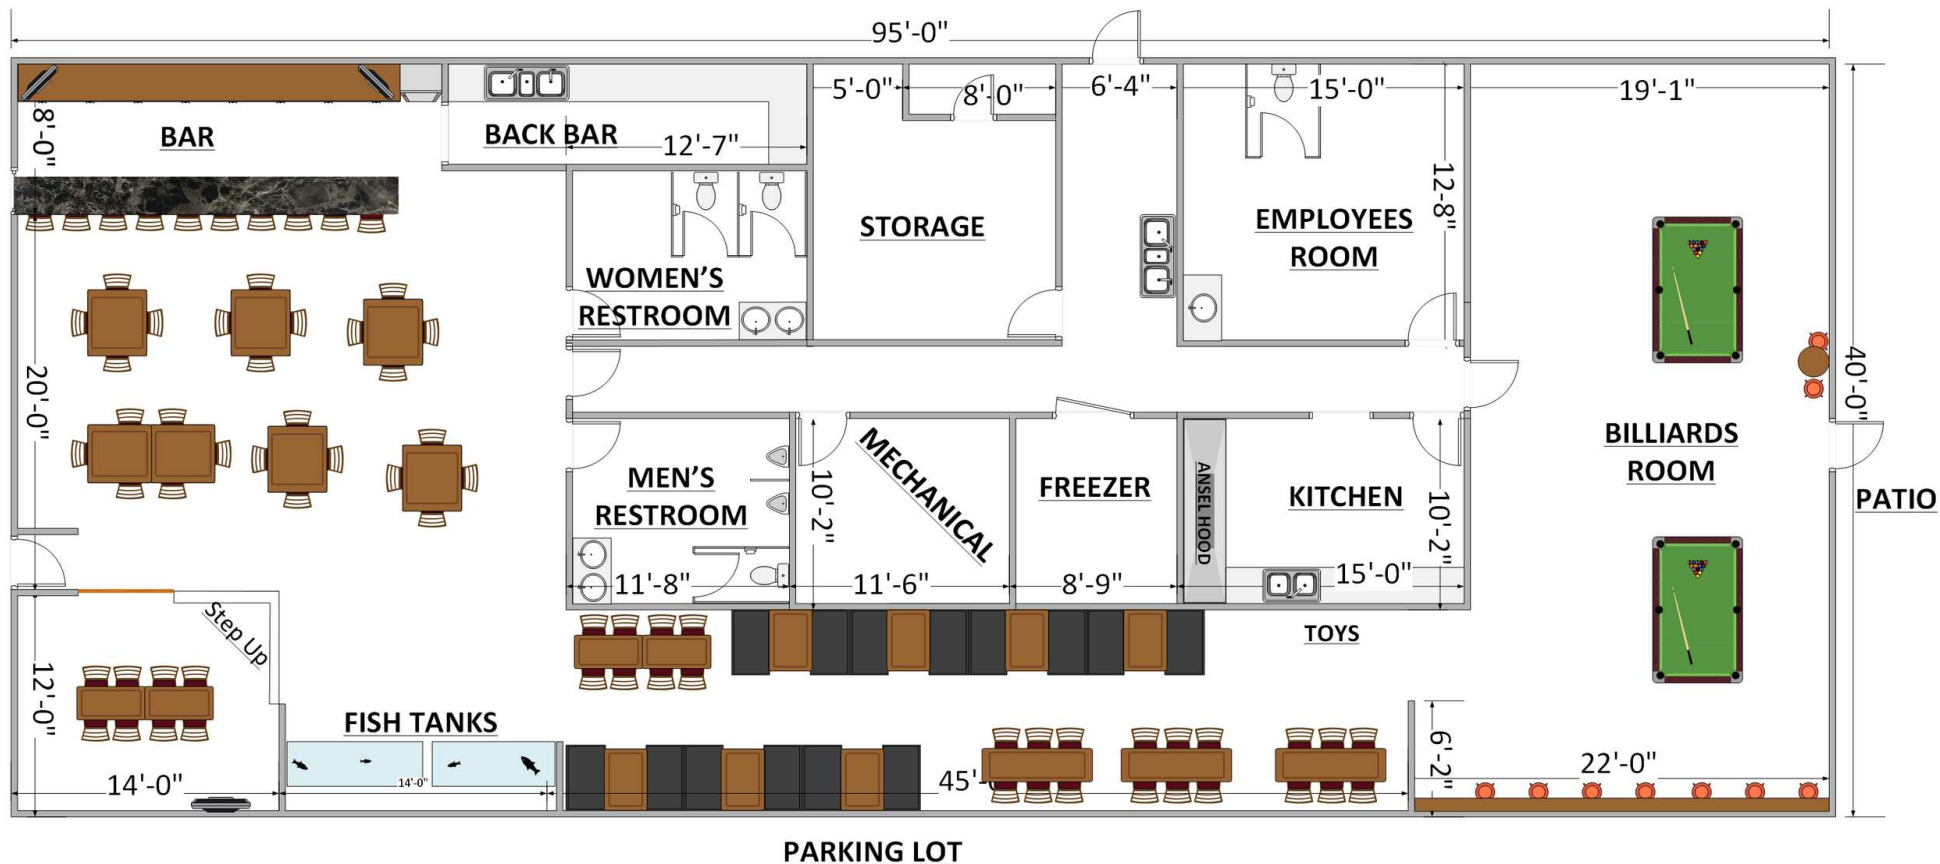 95'-0"
5'-0"
8'-0"
6'-4"
15'-0"
19'-1"
8'-0"
BAR
BACK BAR
12'-7"
12-8"
STORAGE
EMPLOYEES
ROOM
WOMEN'S
RESTROOM
20'-0"
40'-0"
BILLIARDS
ROOM
PATIO
MEN'S
RESTROOM
10'-2"
MECHANICAL
FREEZER
ANSEL HOOD
KITCHEN
10'-2"
11'-8"
11'-6"
8'-9"
15'-0"
Step Up
TOYS
12'-0"
FISH TANKS
14'-0"
14'-0"
6'-2"
22'-0"
PARKING LOT